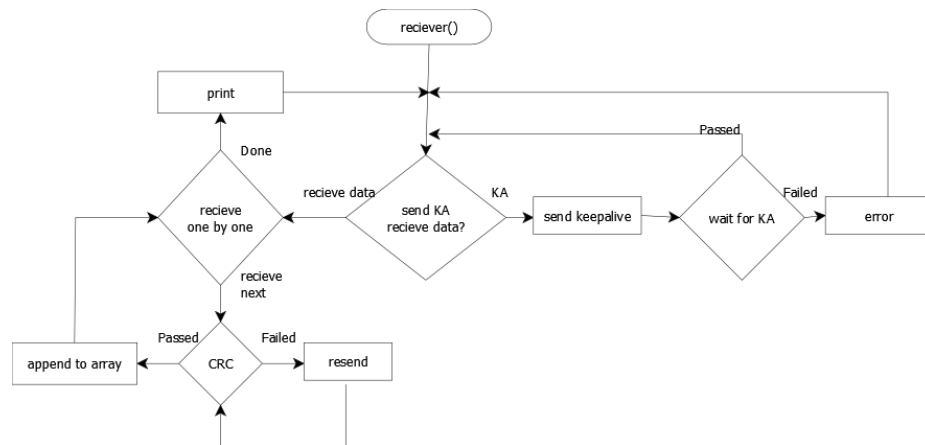 reciever()
print
Passed
Done
recieve data
KA
Failed
recieve
one by one
send KA
recieve data?
send keepalive
wait for KA
error
recieve
next
Passed
Failed
append to array
CRC
resend